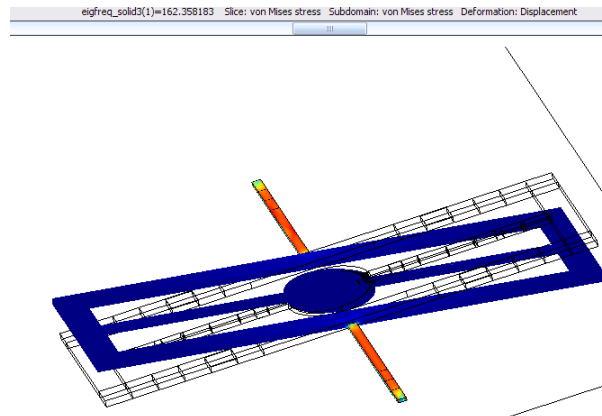 eigfreq_solid3(1)=162.358183 Slice: von Mises stress Subdomain: von Mises stress Deformation: Displacement